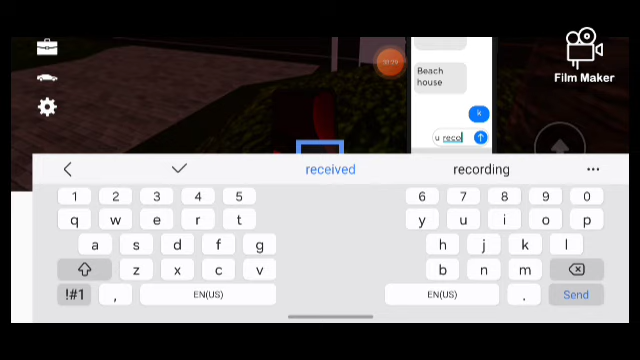 Film Maker
Beach
house
k
u reco
received recording
1 2 3 4 5 6 7 8 9 0
q w e r t y u i o p
a s d f g h j k l
z x c v b n m
!#1 , EN(US) EN(US) . Send